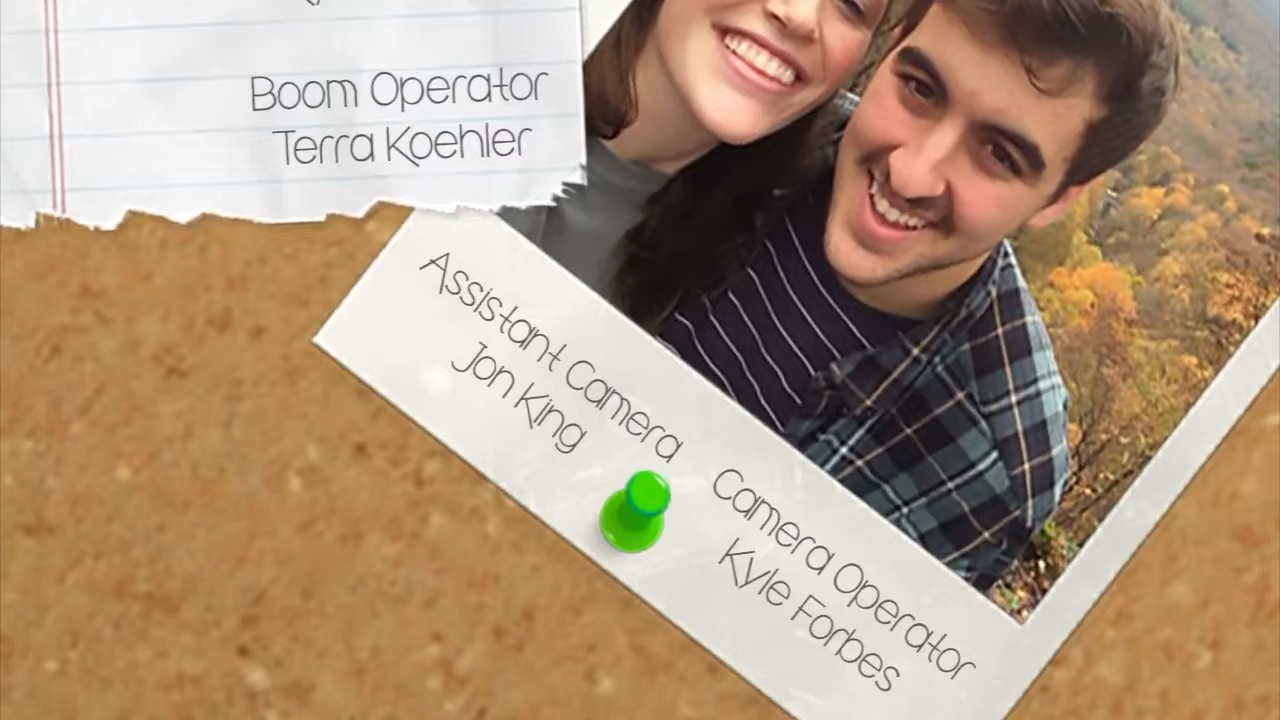 Boom Operator
Terra Koehler
Assistant Camera
Jon King
Camera Operator
Kyle Forbes